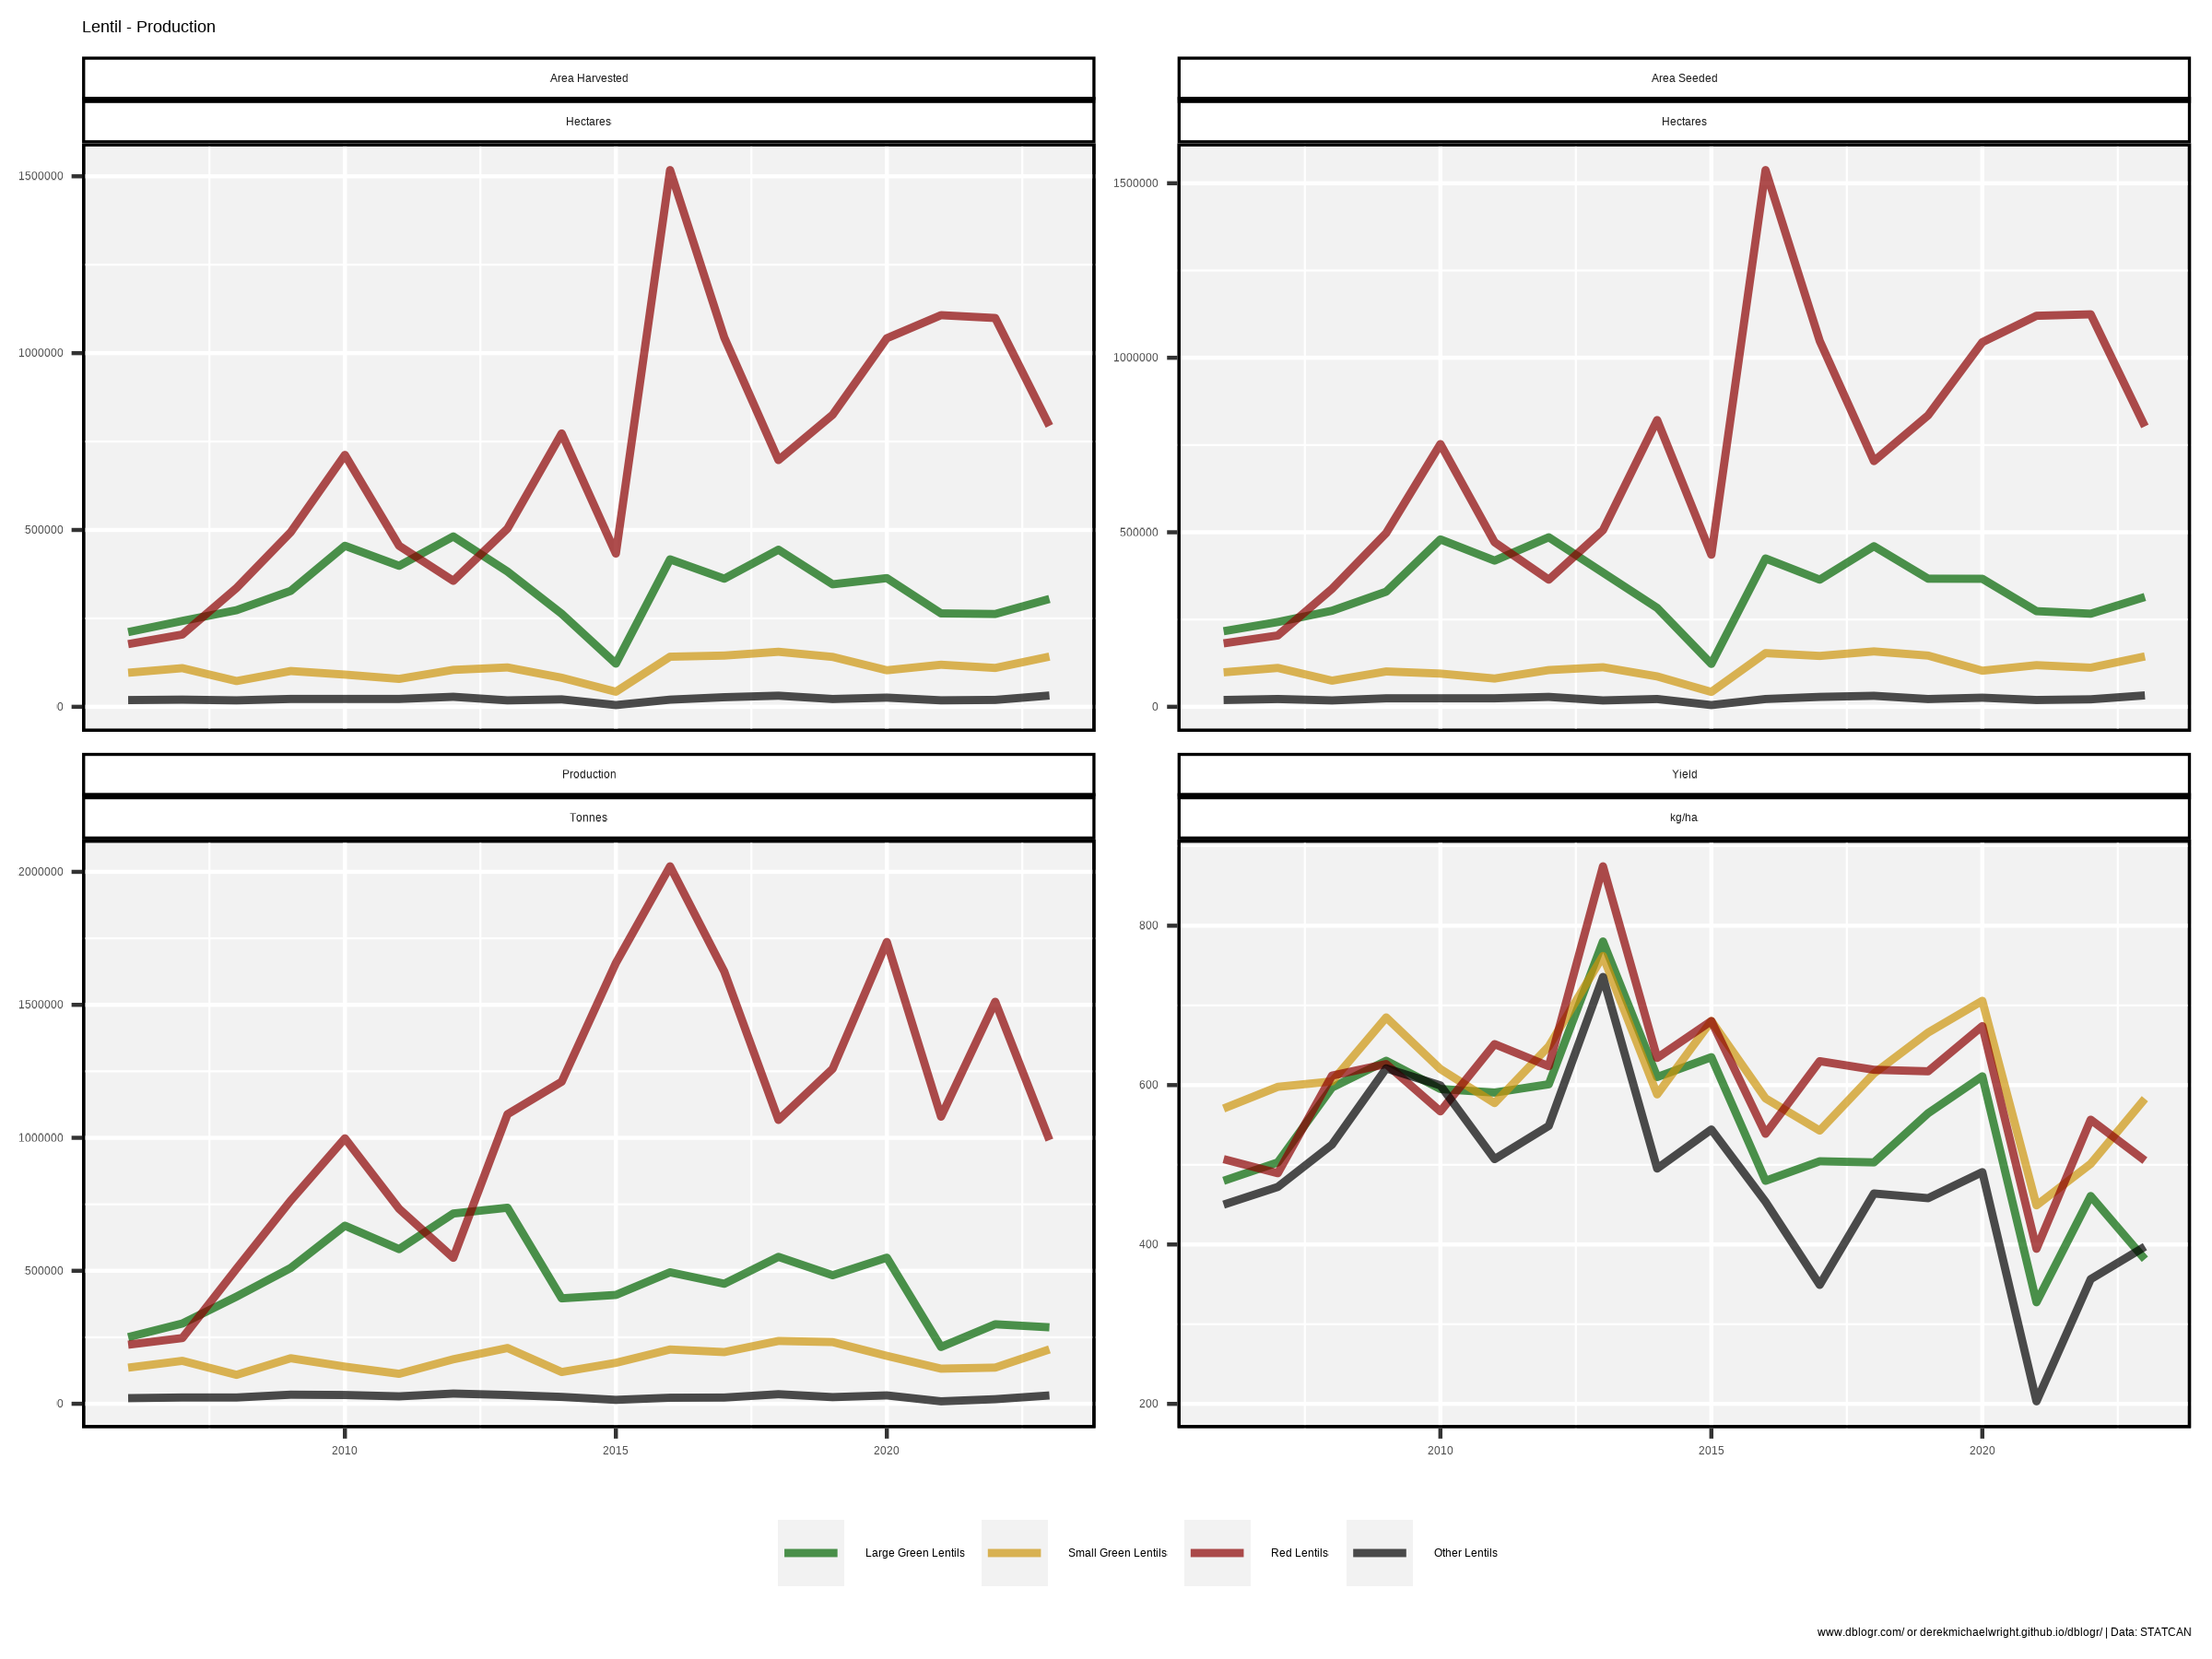 Lentil - Production
Area Harvested
Hectares
1500000
1000000
500000
0
Area Seeded
Hectares
1500000
1000000
500000
0
Production
Tonnes
2000000
1500000
1000000
500000
0
2010 2015 2020
Yield
kg/ha
800
600
400
200
2010 2015 2020
Large Green Lentils Small Green Lentils Red Lentils Other Lentils
www.dblogr.com/ or derekmichaelwright.github.io/dblogr/ | Data: STATCAN